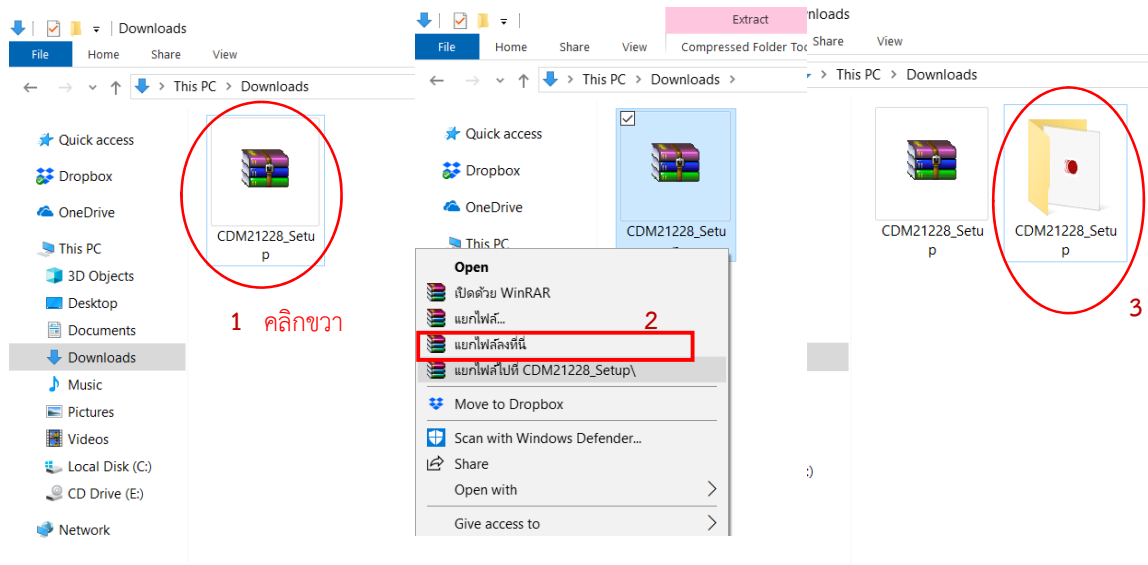 Downloads
File Home Share View
This PC > Downloads
Quick access
Dropbox
OneDrive
This PC
3D Objects
Desktop
Documents
Downloads
Music
Pictures
Videos
Local Disk (C:)
CD Drive (E:)
Network
CDM21228_Setu
p
1 คลิกขวา
Extract
File Home Share View Compressed Folder Too
This PC > Downloads >
Quick access
Dropbox
OneDrive
This PC
CDM21228_Setu
Open
เปิดด้วย WinRAR
แยกไฟล์...
2
แยกไฟล์ลงที่นี่
แยกไฟล์ไปที่ CDM21228_Setup\
Move to Dropbox
Scan with Windows Defender...
Share
Open with
Give access to
nloads
Share View
This PC > Downloads
CDM21228_Setu
p
CDM21228_Setu
p
3
:)